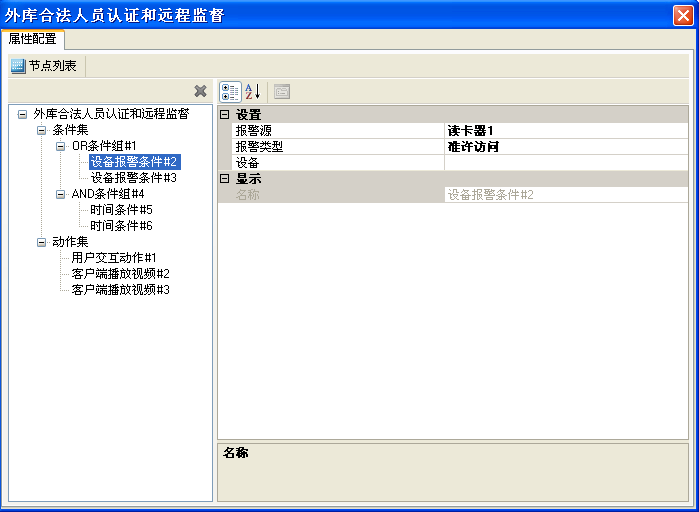 外库合法人员认证和远程监督
属性配置
节点列表
外库合法人员认证和远程监督
条件集
OR条件组#1
设备报警条件#2
设备报警条件#3
AND条件组#4
时间条件#5
时间条件#6
动作集
用户交互动作#1
客户端播放视频#2
客户端播放视频#3
设置
报警源 读卡器1
报警类型 准许访问
设备
显示
名称 设备报警条件#2
名称